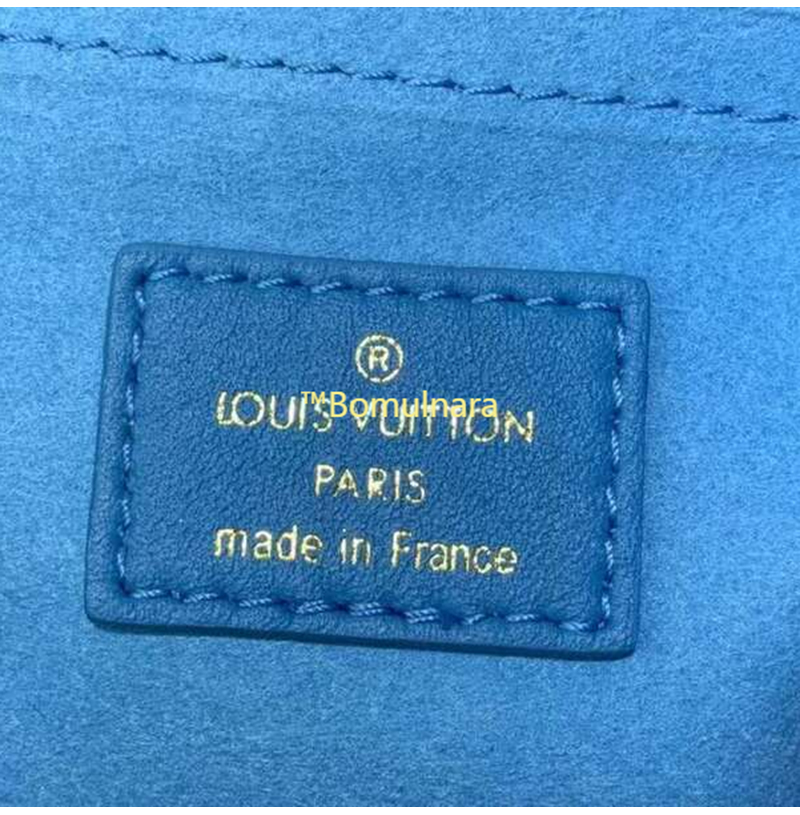 ®
™Bomulnara
LOUIS VUITTON
PARIS
made in France